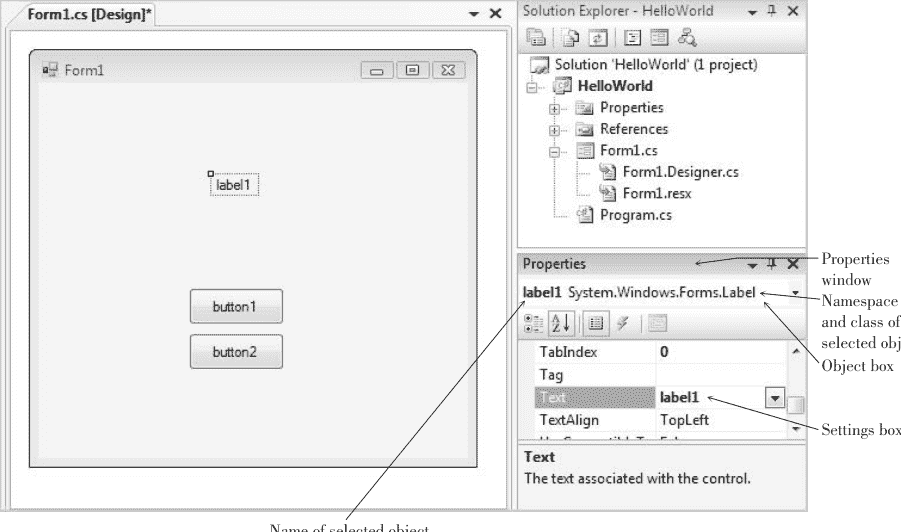 Form1.cs [Design]*
Form1
label1
button1
button2
Solution Explorer - HelloWorld
Solution 'HelloWorld' (1 project)
HelloWorld
Properties
References
Form1.cs
Form1.Designer.cs
Form1.resx
Program.cs
Properties
label1 System.Windows.Forms.Label
TabIndex 0
Tag
Text label1
TextAlign TopLeft
Text
The text associated with the control.
Properties
window
Namespace
and class of
selected obj
Object box
Settings box
Name of selected object